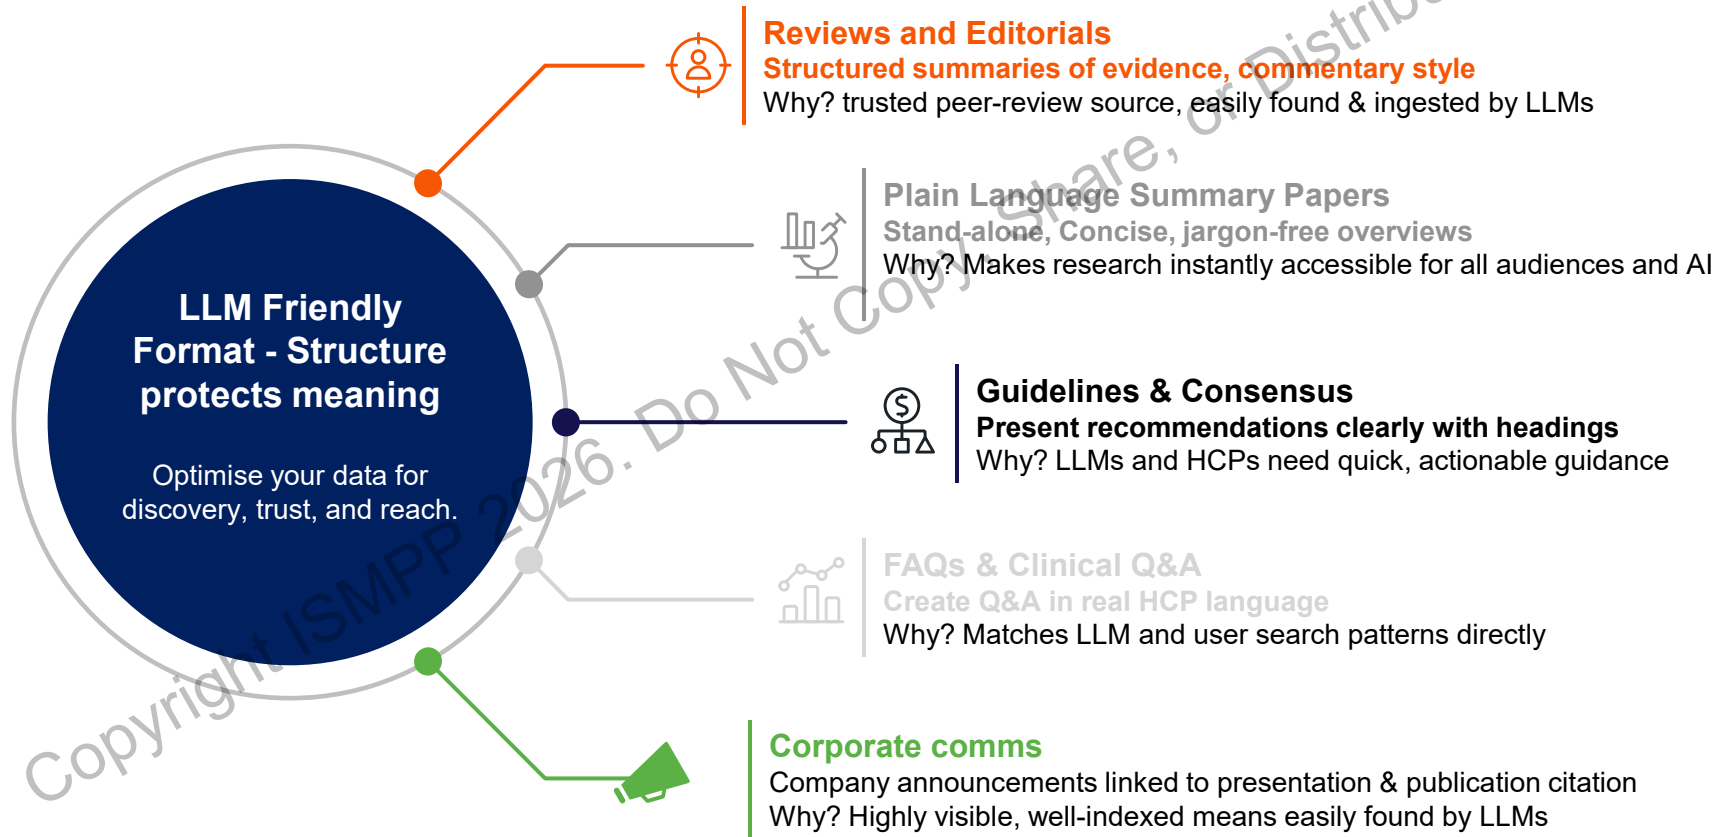 Reviews and Editorials
Structured summaries of evidence, commentary style
Why? trusted peer-review source, easily found & ingested by LLMs
Plain Language Summary Papers
Stand-alone, Concise, jargon-free overviews
Why? Makes research instantly accessible for all audiences and AI
LLM Friendly
Format - Structure
protects meaning
Optimise your data for
discovery, trust, and reach.
Guidelines & Consensus
Present recommendations clearly with headings
Why? LLMs and HCPs need quick, actionable guidance
FAQs & Clinical Q&A
Create Q&A in real HCP language
Why? Matches LLM and user search patterns directly
Corporate comms
Company announcements linked to presentation & publication citation
Why? Highly visible, well-indexed means easily found by LLMs
Copyright ISMPP 2026. Do Not Copy, Share, or